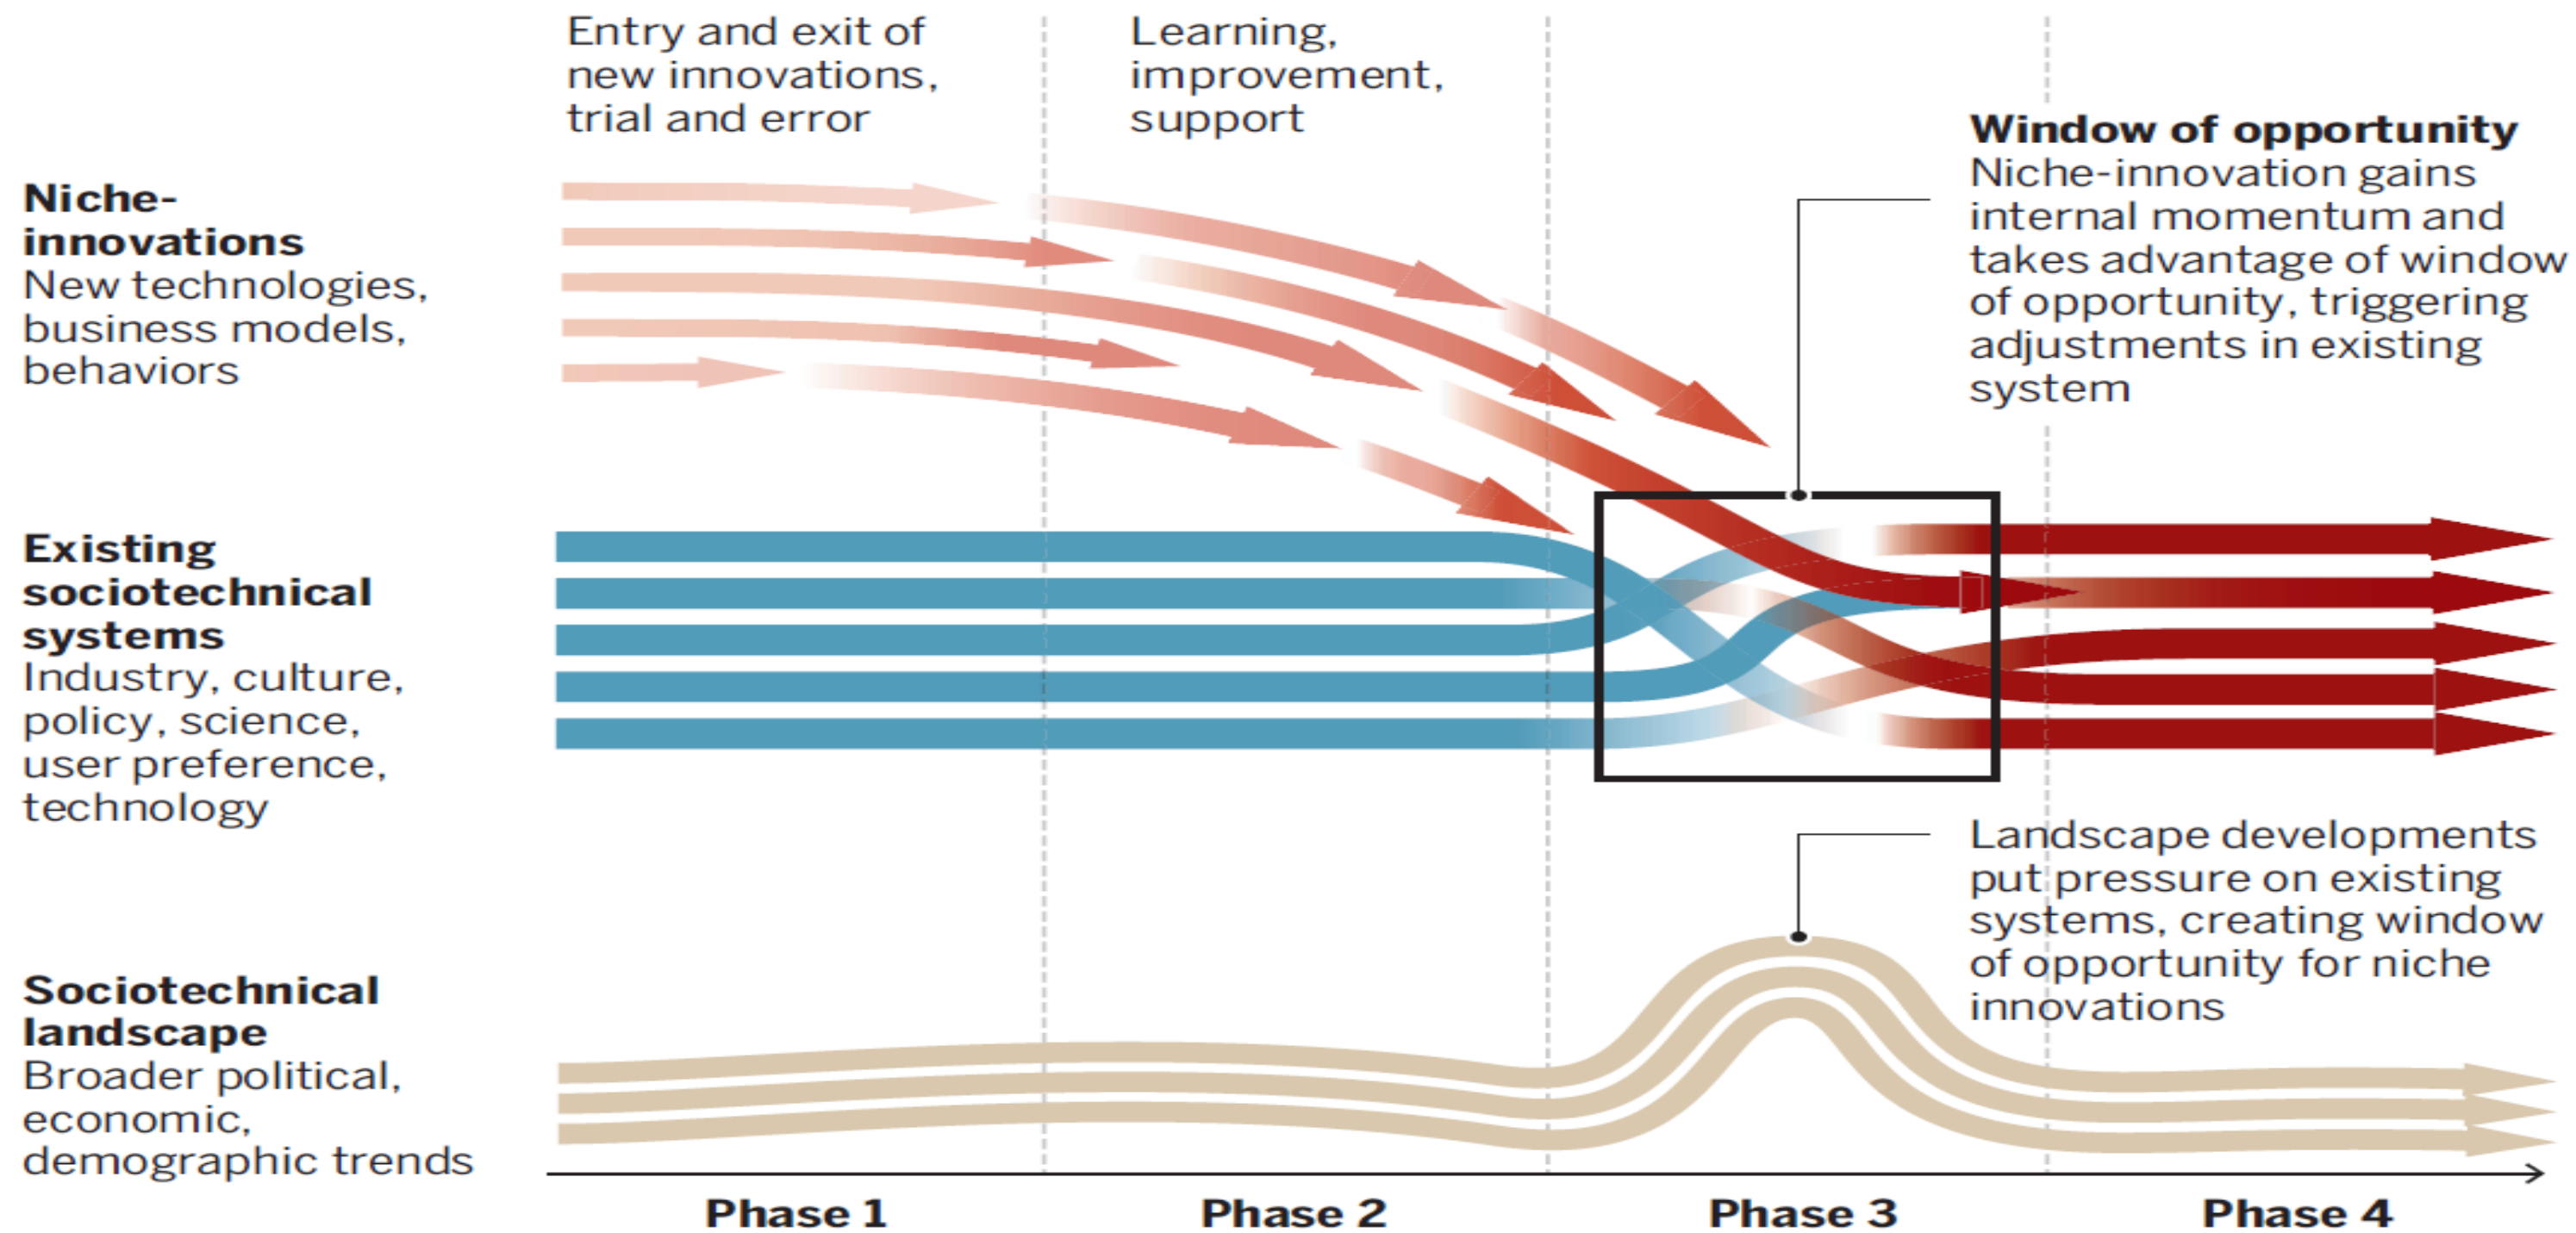 Entry and exit of
new innovations,
trial and error
Learning,
improvement,
support
Window of opportunity
Niche-innovation gains
internal momentum and
takes advantage of window
of opportunity, triggering
adjustments in existing
system
Niche-
innovations
New technologies,
business models,
behaviors
Existing
sociotechnical
systems
Industry, culture,
policy, science,
user preference,
technology
Landscape developments
put pressure on existing
systems, creating window
of opportunity for niche
innovations
Sociotechnical
landscape
Broader political,
economic,
demographic trends
Phase 1
Phase 2
Phase 3
Phase 4